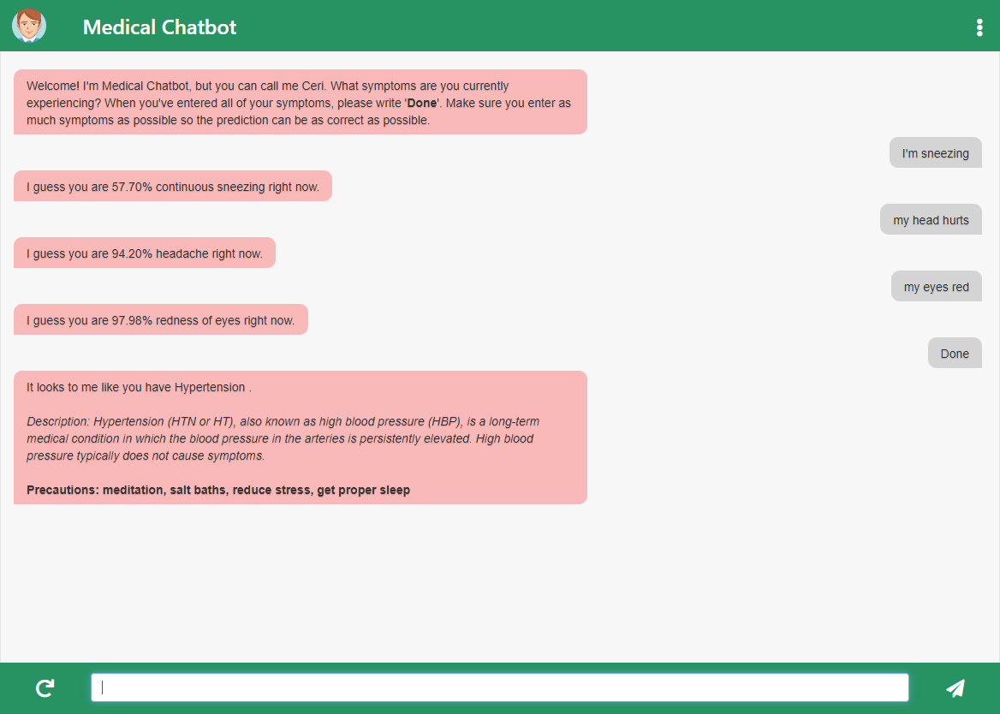 Medical Chatbot
Welcome! I'm Medical Chatbot, but you can call me Ceri. What symptoms are you currently
experiencing? When you've entered all of your symptoms, please write 'Done'. Make sure you enter as
much symptoms as possible so the prediction can be as correct as possible.
I'm sneezing
I guess you are 57.70% continuous sneezing right now.
my head hurts
I guess you are 94.20% headache right now.
my eyes red
I guess you are 97.98% redness of eyes right now.
Done
It looks to me like you have Hypertension .
Description: Hypertension (HTN or HT), also known as high blood pressure (HBP), is a long-term
medical condition in which the blood pressure in the arteries is persistently elevated. High blood
pressure typically does not cause symptoms.
Precautions: meditation, salt baths, reduce stress, get proper sleep